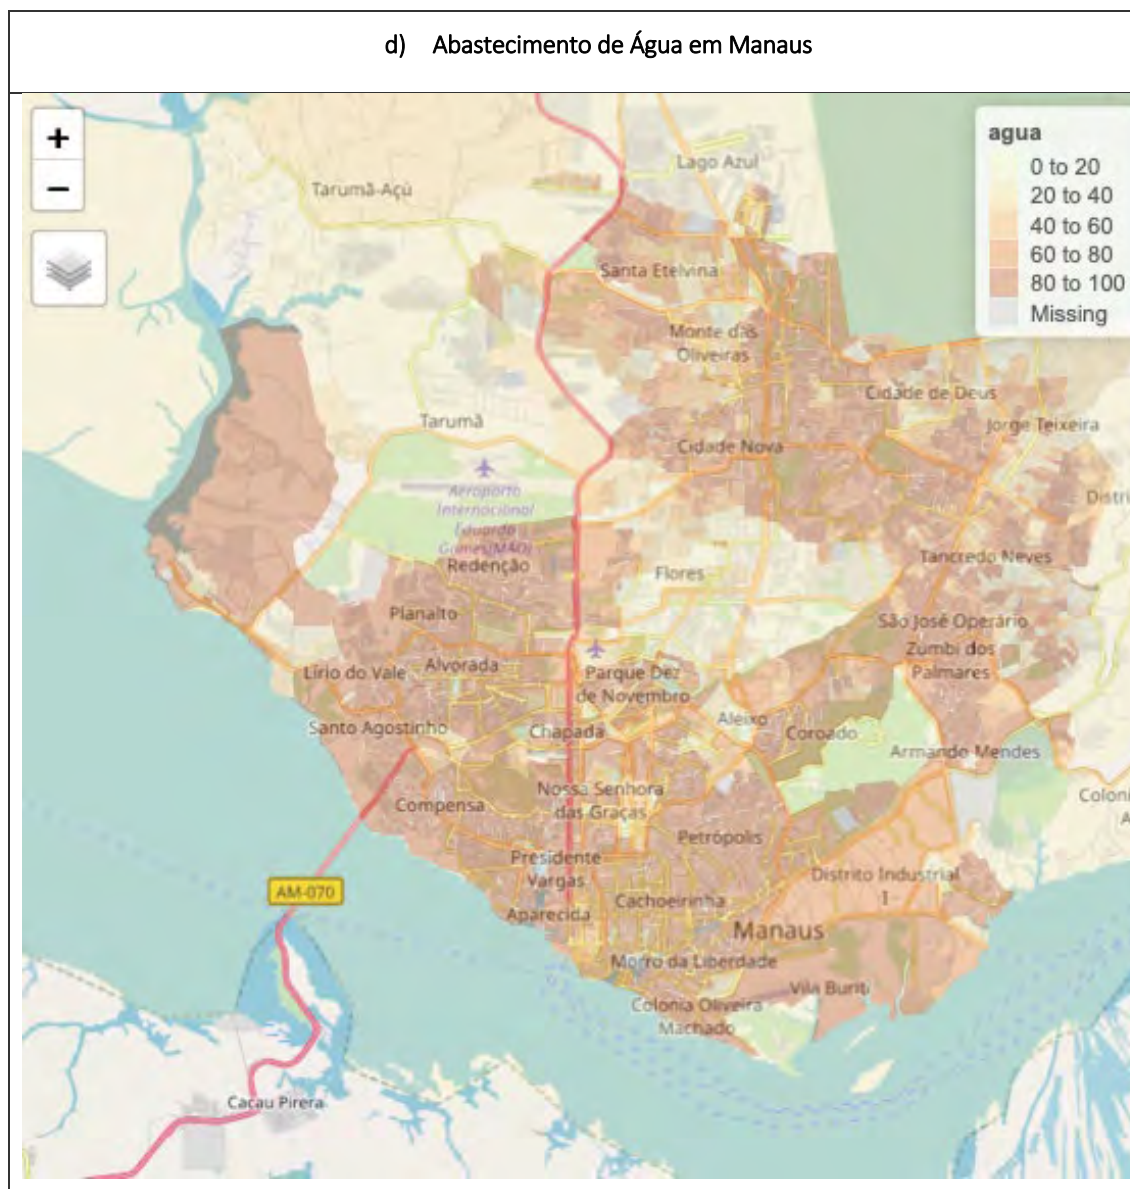 d) Abastecimento de Água em Manaus
+
−
agua
0 to 20
20 to 40
40 to 60
60 to 80
80 to 100
Missing
Lago Azul
Tarumã-Açú
Santa Etelvina
Monte das
Oliveiras
Cidade de Deus
Jorge Teixeira
Tarumã
Cidade Nova
Aeroporto
Internacional
Eduardo
Gomes(MAO)
Distri
Redenção
Flores
Tancredo Neves
Planalto
São José Operário
Zumbi dos
Palmares
Lírio do Vale
Alvorada
Parque Dez
de Novembro
Santo Agostinho
Chapada
Aleixo
Coroado
Armando Mendes
Compensa
Nossa Senhora
das Graças
Coloni
A
Petrópolis
Presidente
Vargas
Distrito Industrial
I
AM-070
Aparecida
Cachoeirinha
Manaus
Morro da Liberdade
Vila Buriti
Colonia Oliveira
Machado
Cacau Pirera